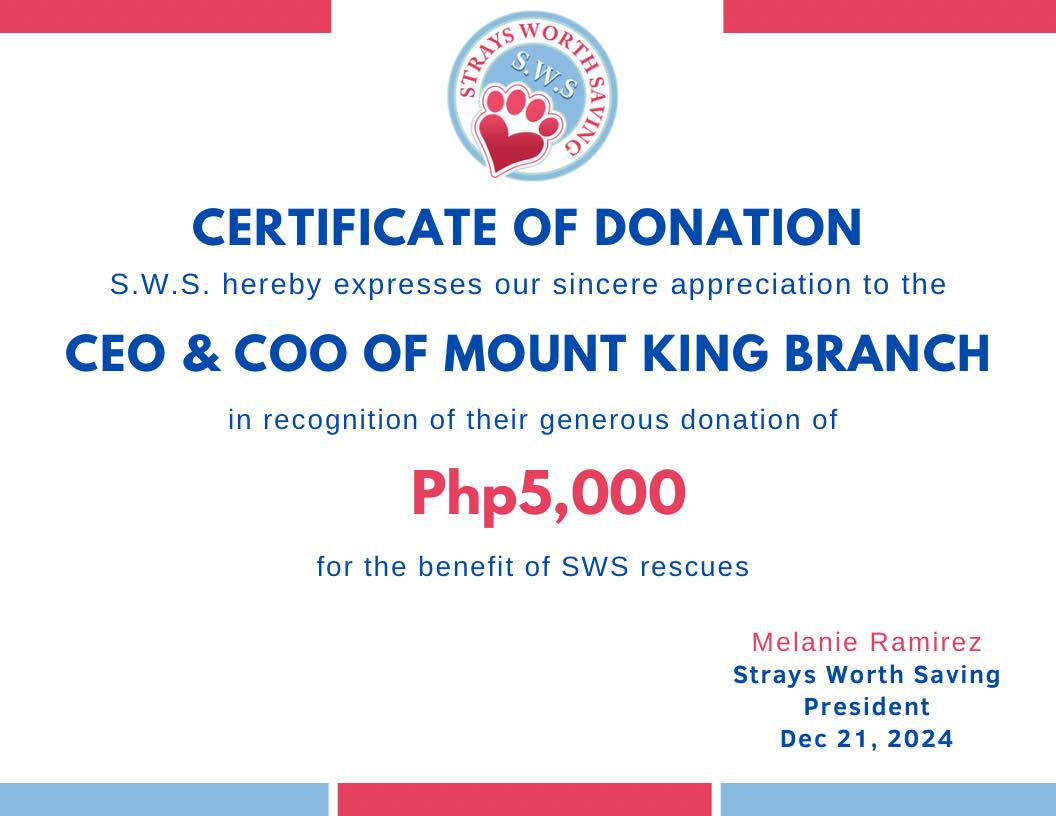 STRAYS WORTH SAVING
S.W.S
CERTIFICATE OF DONATION
S.W.S. hereby expresses our sincere appreciation to the
CEO & COO OF MOUNT KING BRANCH
in recognition of their generous donation of
Php5,000
for the benefit of SWS rescues
Melanie Ramirez
Strays Worth Saving
President
Dec 21, 2024